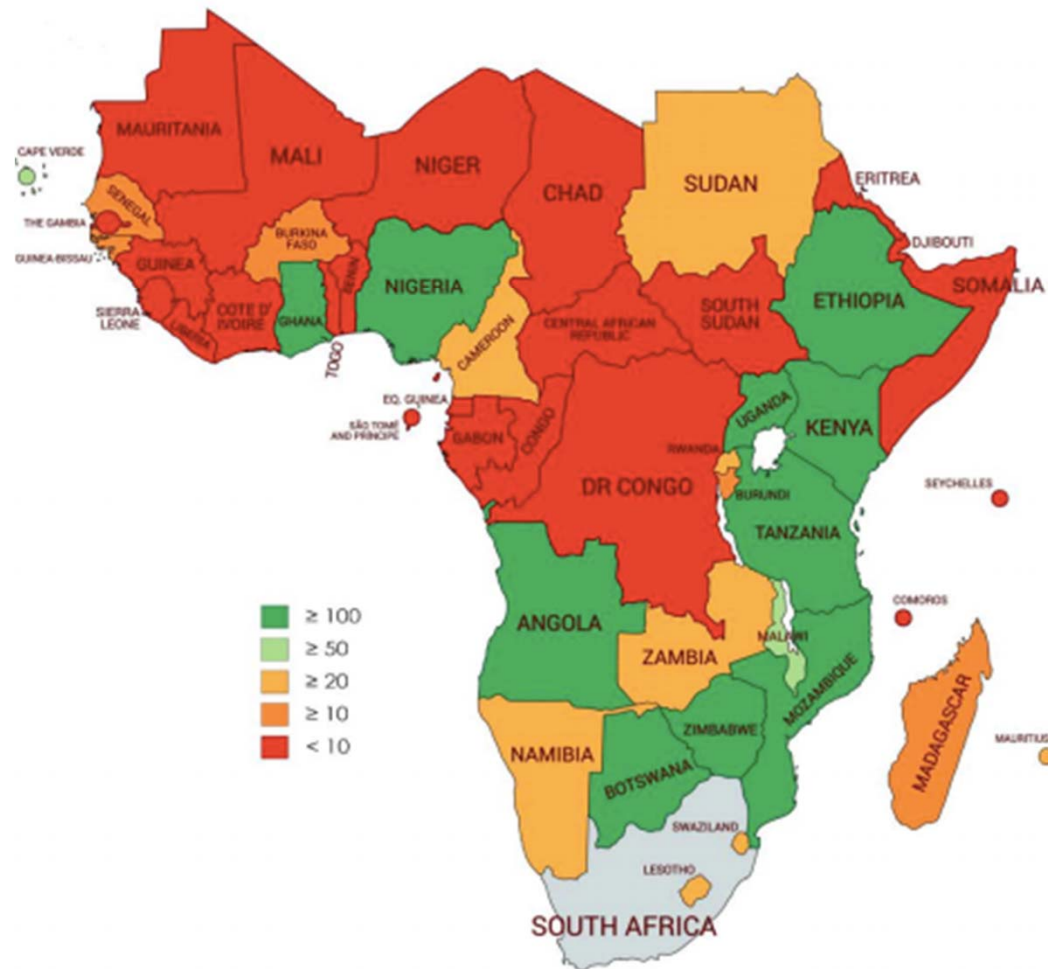 MAURITANIA
MALI
NIGER
CHAD
SUDAN
ERITREA
CAPE VERDE
SENEGAL
THE GAMBIA
GUINEA-BISSAU
BURKINA
FASO
DJIBOUTI
GUINEA
BENIN
NIGERIA
ETHIOPIA
SOMALIA
SIERRA
LEONE
LIBERIA
COTE D'
IVOIRE
GHANA
TOGO
CAMEROON
CENTRAL AFRICAN
REPUBLIC
SOUTH
SUDAN
EQ. GUINEA
SÃO TOMÉ
AND PRÍNCIPE
GABON
CONGO
UGANDA
KENYA
RWANDA
DR CONGO
BURUNDI
SEYCHELLES
TANZANIA
COMOROS
ANGOLA
MALAWI
ZAMBIA
MOZAMBIQUE
MADAGASCAR
MAURITIUS
NAMIBIA
ZIMBABWE
BOTSWANA
SWAZILAND
LESOTHO
SOUTH AFRICA
≥ 100
≥ 50
≥ 20
≥ 10
< 10